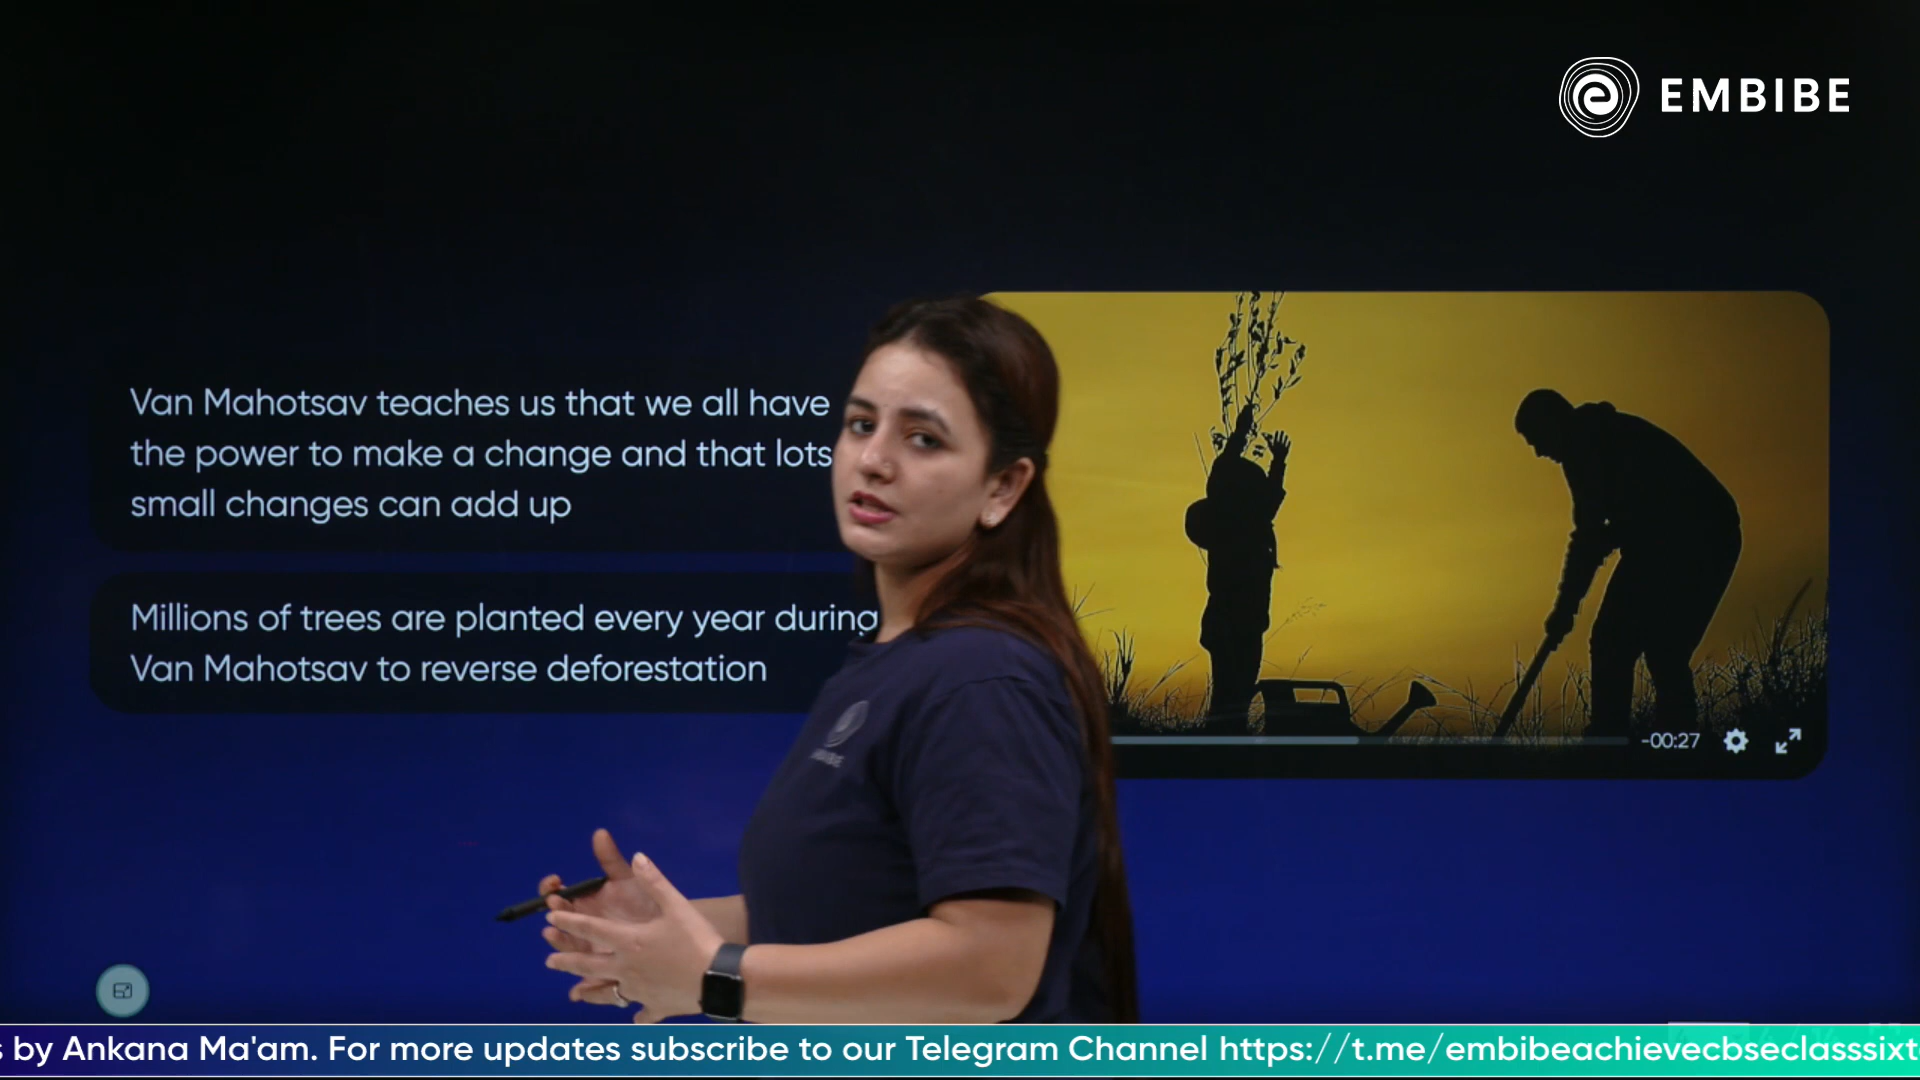 EMBIBE
Van Mahotsav teaches us that we all have
the power to make a change and that lots
small changes can add up
Millions of trees are planted every year during
Van Mahotsav to reverse deforestation
-00:27
by Ankana Ma'am. For more updates subscribe to our Telegram Channel https://t.me/embibeachievecbseclasssixt